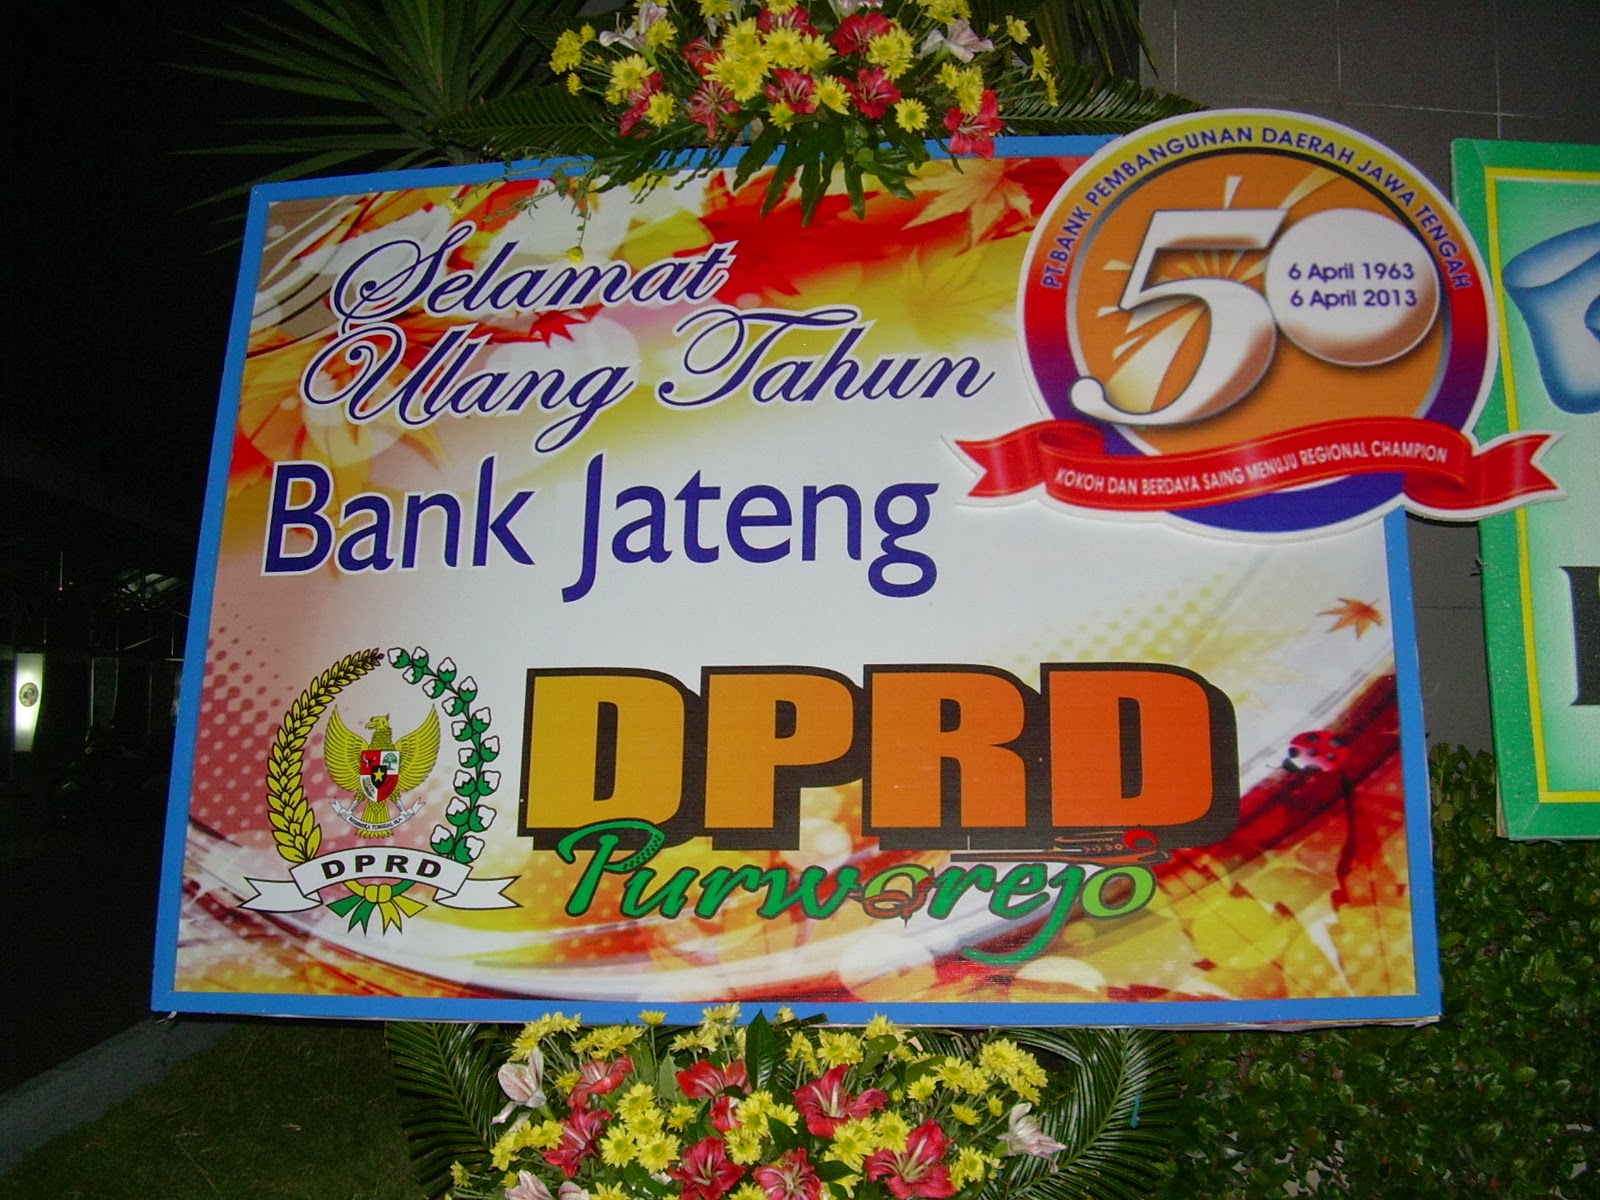 PT.BANK PEMBANGUNAN DAERAH JAWA TENGAH
50
6 April 1963
6 April 2013
KOKOH DAN BERDAYA SAING MENUJU REGIONAL CHAMPION
Selamat
Ulang Tahun
Bank Jateng
DPRD
DPRD
Purworejo